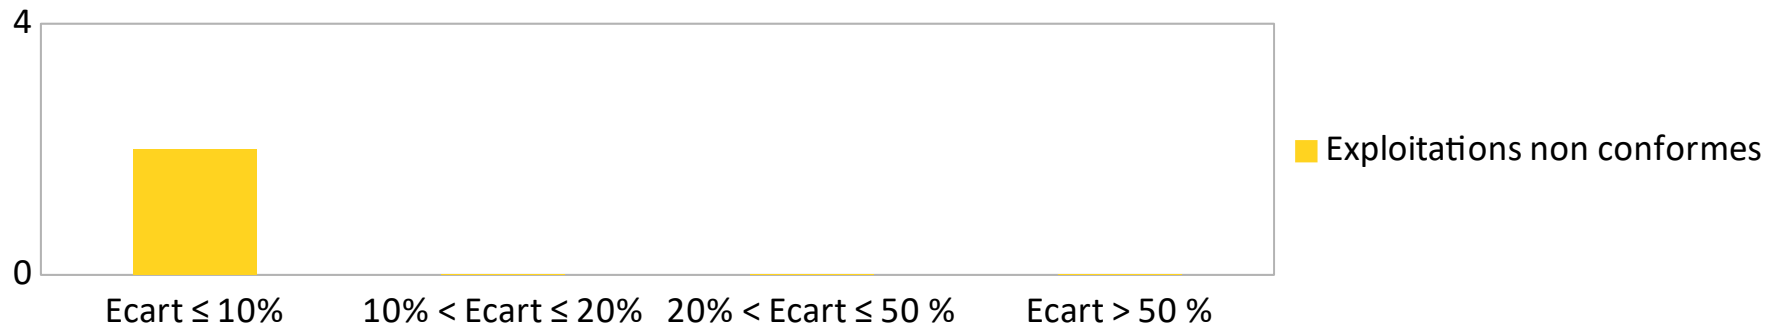 4
Exploitations non conformes
0
Ecart ≤ 10% 10% < Ecart ≤ 20% 20% < Ecart ≤ 50 % Ecart > 50 %